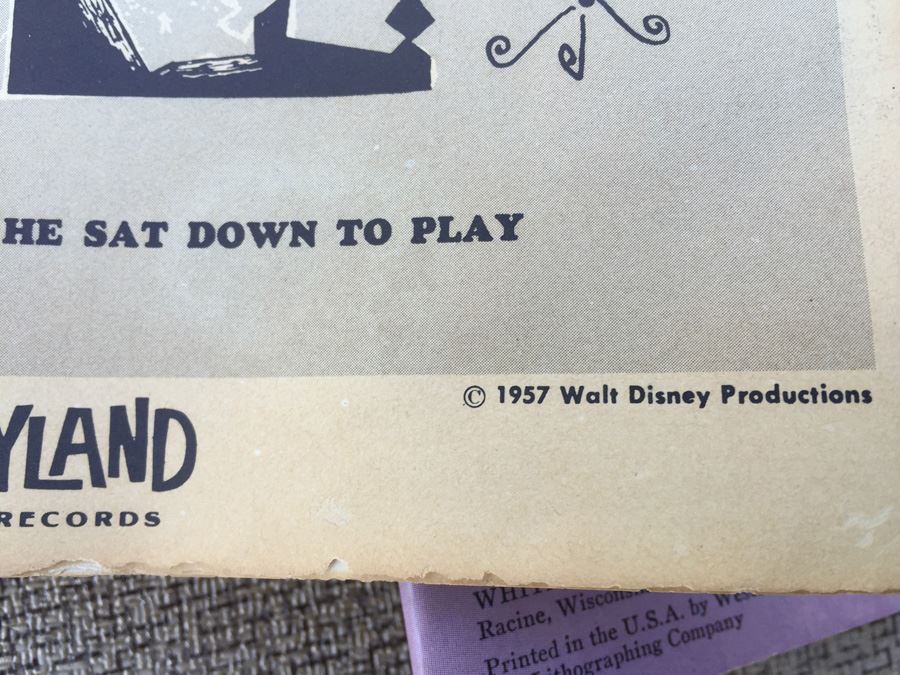 HE SAT DOWN TO PLAY
© 1957 Walt Disney Productions
YLAND
RECORDS
Racine, Wisconsin
Printed in the U.S.A. by
Lithographing Company